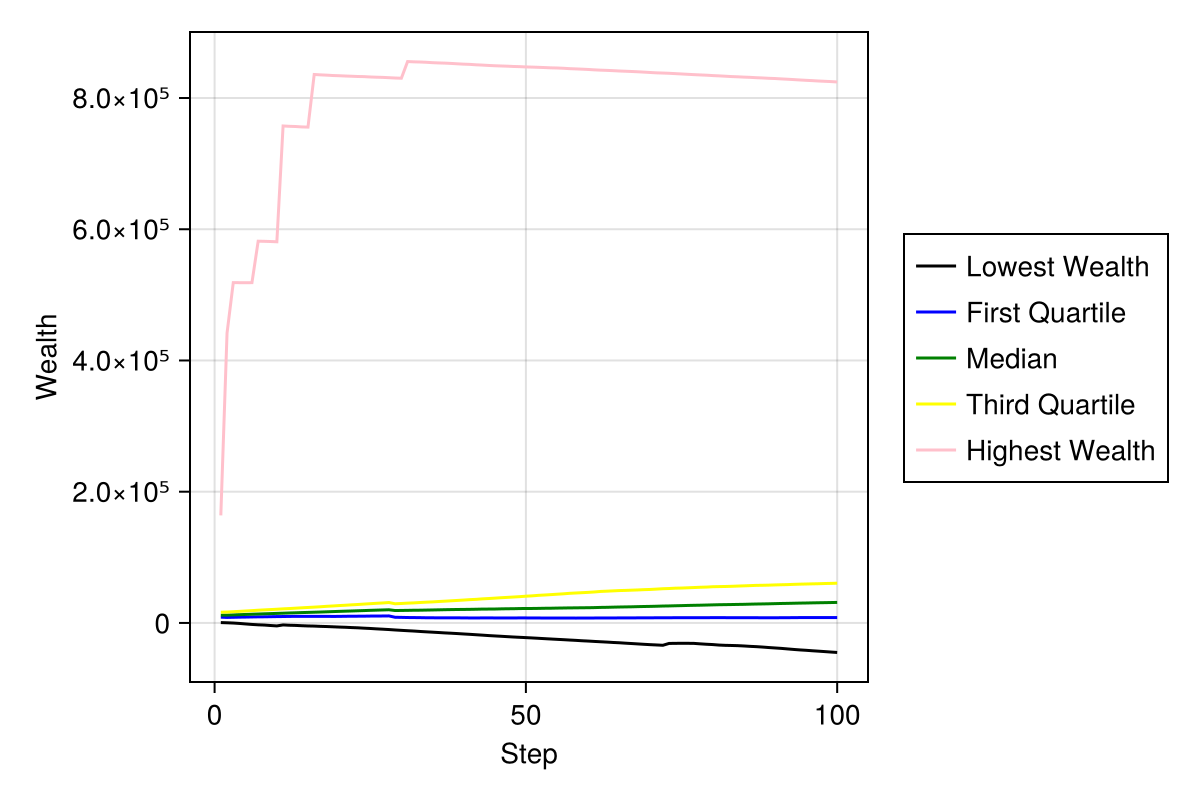 8.0×10⁵
6.0×10⁵
4.0×10⁵
2.0×10⁵
0
Wealth
0 50 100
Step
Lowest Wealth
First Quartile
Median
Third Quartile
Highest Wealth